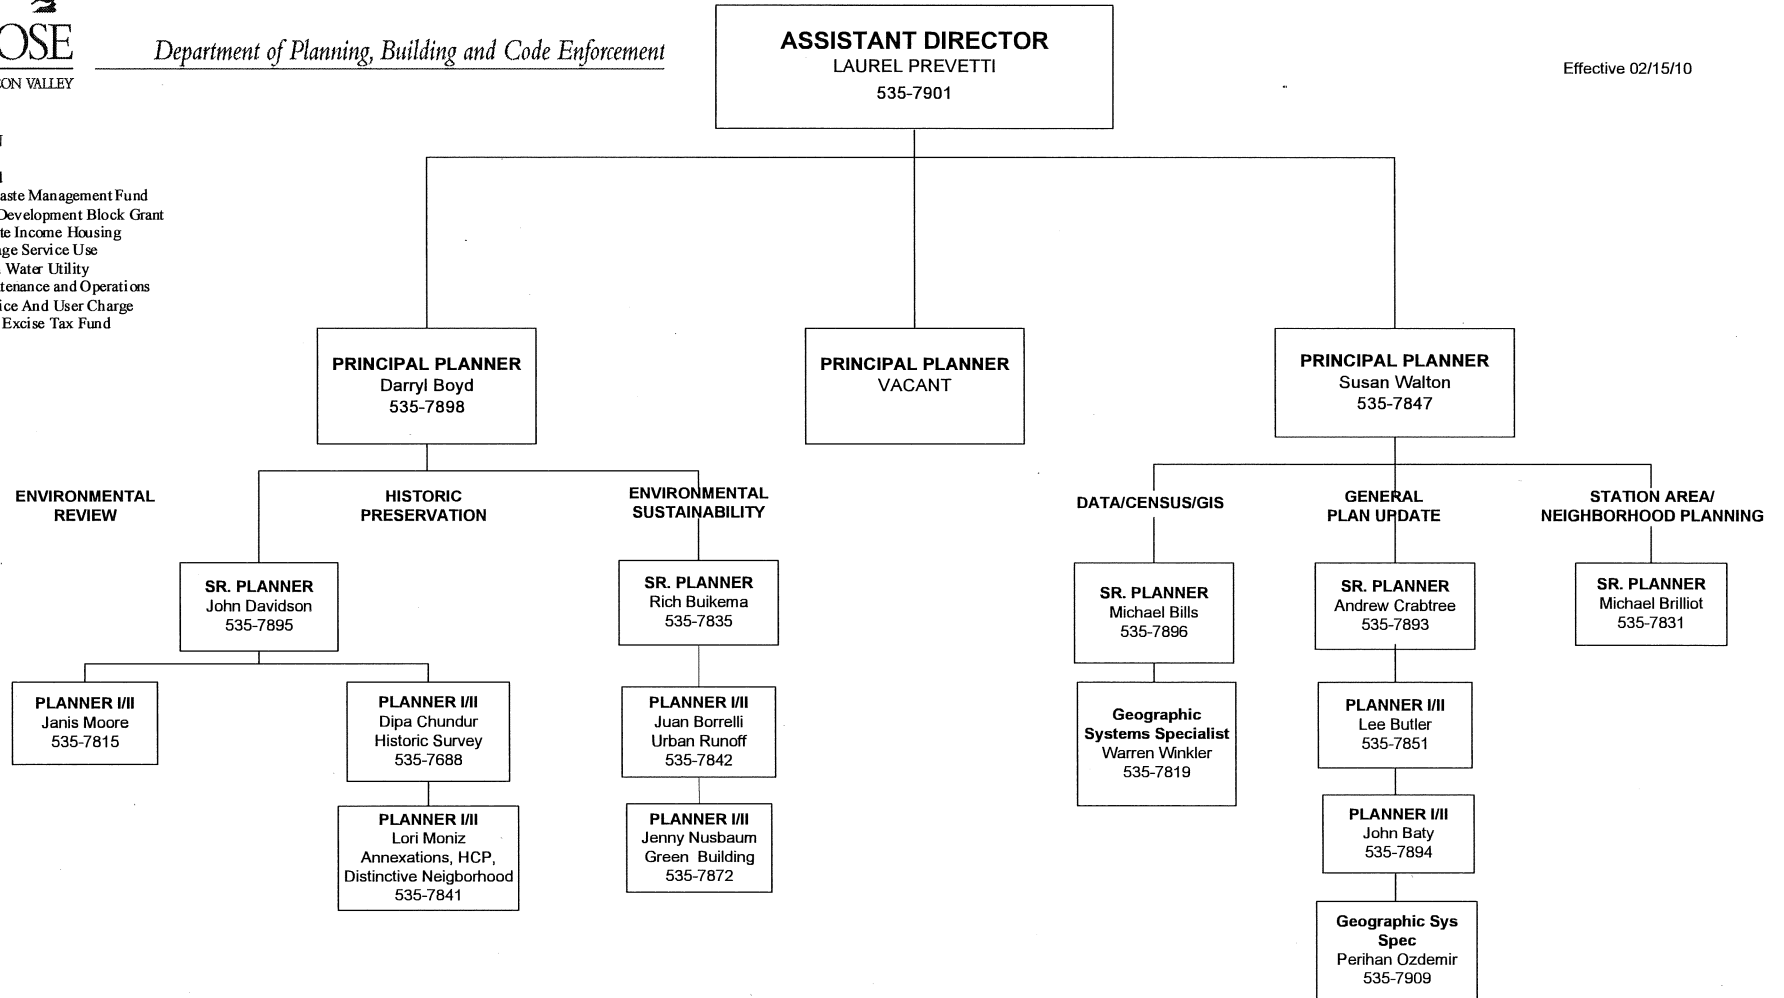 OSE
CON VALLEY
Department of Planning, Building and Code Enforcement
ASSISTANT DIRECTOR
LAUREL PREVETTI
535-7901
Effective 02/15/10
aste Management Fund
Development Block Grant
te Income Housing
age Service Use
Water Utility
tenance and Operations
ice And User Charge
Excise Tax Fund
PRINCIPAL PLANNER
Darryl Boyd
535-7898
PRINCIPAL PLANNER
VACANT
PRINCIPAL PLANNER
Susan Walton
535-7847
ENVIRONMENTAL
REVIEW
HISTORIC
PRESERVATION
ENVIRONMENTAL
SUSTAINABILITY
DATA/CENSUS/GIS
GENERAL
PLAN UPDATE
STATION AREA/
NEIGHBORHOOD PLANNING
SR. PLANNER
John Davidson
535-7895
SR. PLANNER
Rich Buikema
535-7835
SR. PLANNER
Michael Bills
535-7896
SR. PLANNER
Andrew Crabtree
535-7893
SR. PLANNER
Michael Brilliot
535-7831
PLANNER I/II
Janis Moore
535-7815
PLANNER I/II
Dipa Chundur
Historic Survey
535-7688
PLANNER I/II
Juan Borrelli
Urban Runoff
535-7842
Geographic
Systems Specialist
Warren Winkler
535-7819
PLANNER I/II
Lee Butler
535-7851
PLANNER I/II
Lori Moniz
Annexations, HCP,
Distinctive Neigborhood
535-7841
PLANNER I/II
Jenny Nusbaum
Green Building
535-7872
PLANNER I/II
John Baty
535-7894
Geographic Sys
Spec
Perihan Ozdemir
535-7909